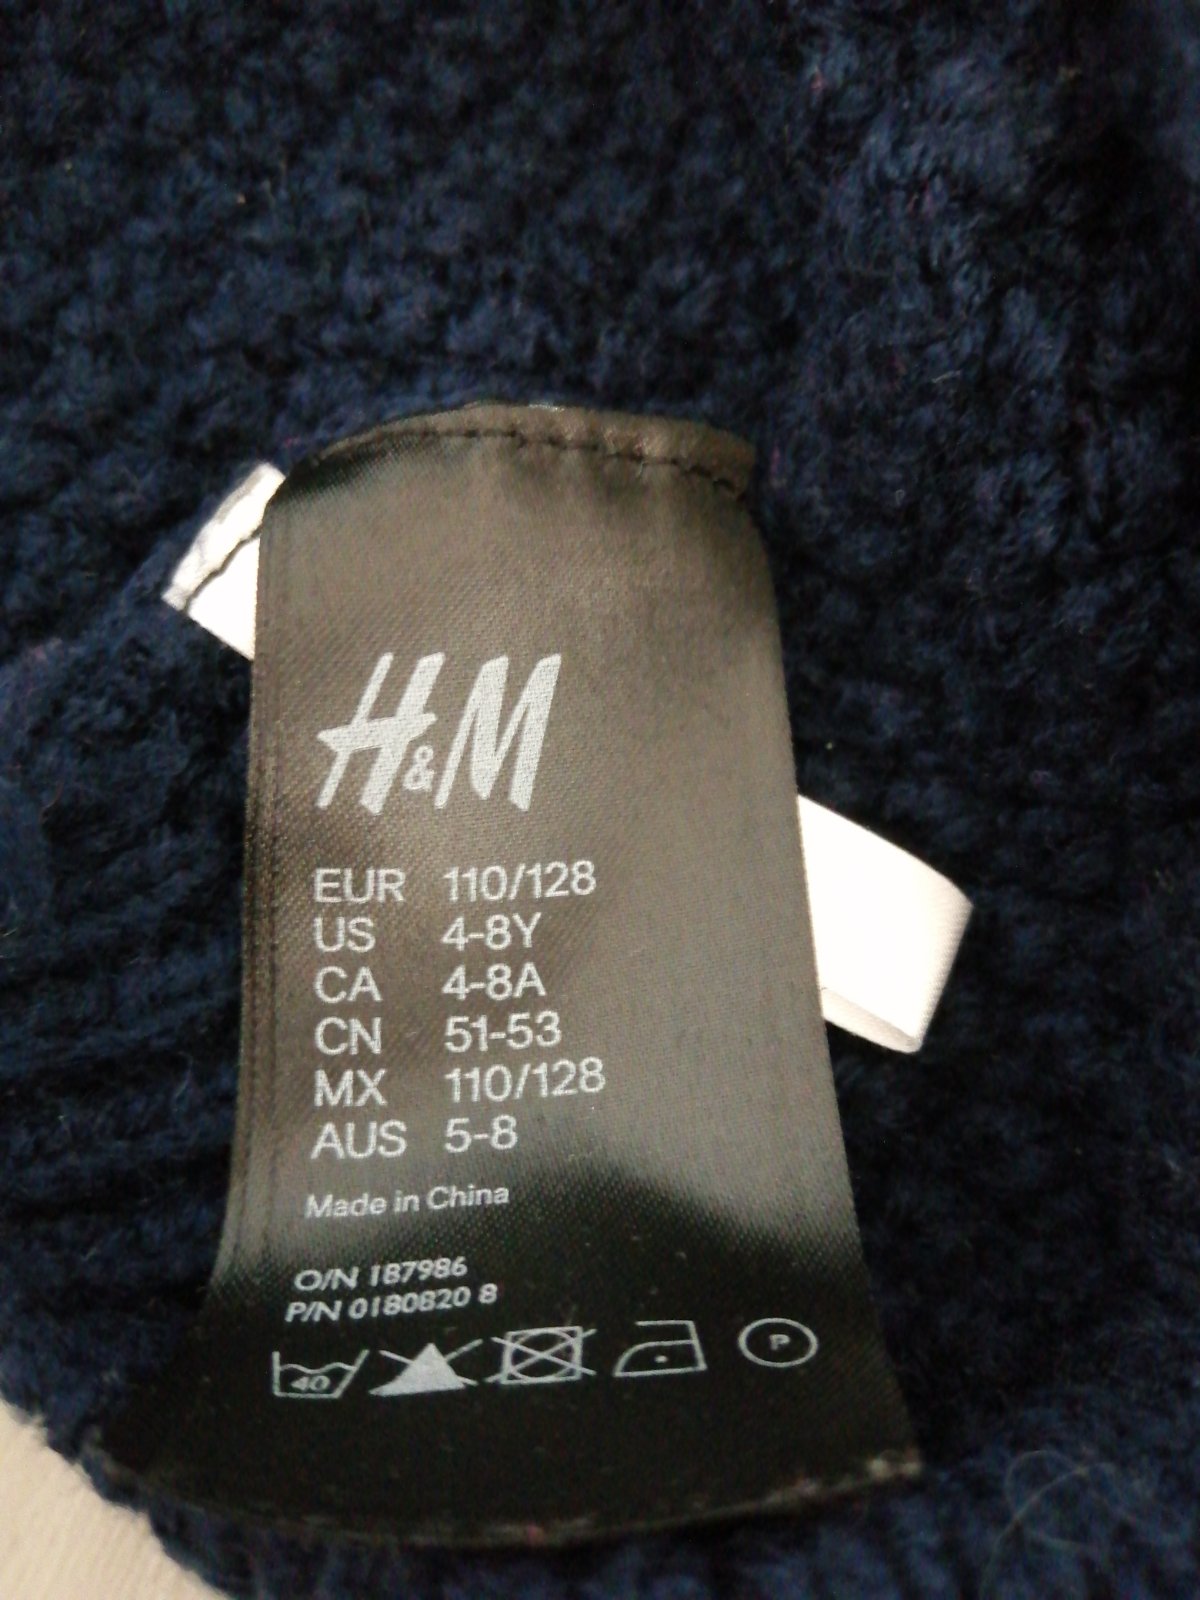 H&M
EUR 110/128
US 4-8Y
CA 4-8A
CN 51-53
MX 110/128
AUS 5-8
Made in China
O/N 187986
P/N 0180820 8
40 P